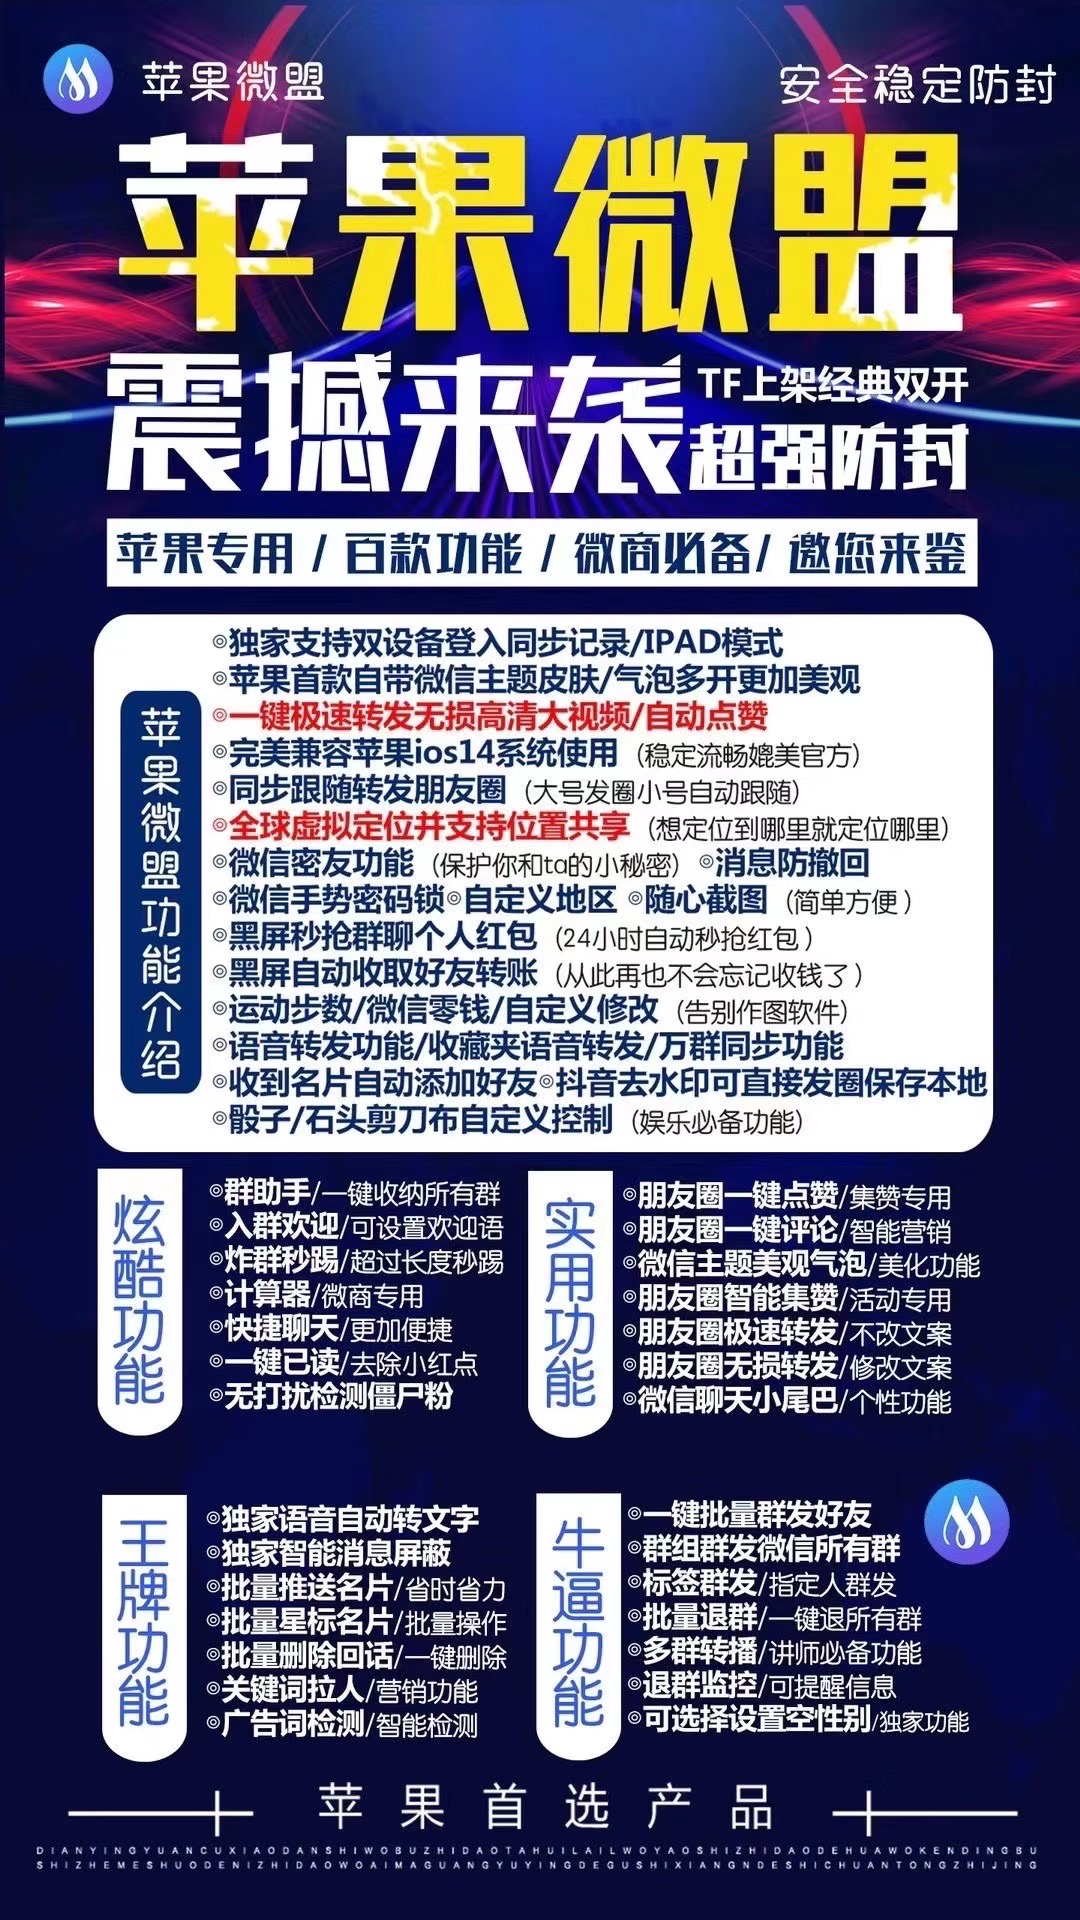 苹果微盟
安全稳定防封
苹果微盟
震撼来袭
TF上架经典双开
超强防封
苹果专用 / 百款功能 / 微商必备/ 邀您来鉴
苹果微盟功能介绍
◎独家支持双设备登入同步记录/IPAD模式
◎苹果首款自带微信主题皮肤/气泡多开更加美观
◎一键极速转发无损高清大视频/自动点赞
◎完美兼容苹果ios14系统使用（稳定流畅媲美官方）
◎同步跟随转发朋友圈（大号发圈小号自动跟随）
◎全球虚拟定位并支持位置共享（想定位到哪里就定位哪里）
◎微信密友功能（保护你和ta的小秘密）◎消息防撤回
◎微信手势密码锁◎自定义地区 ◎随心截图（简单方便）
◎黑屏秒抢群聊个人红包（24小时自动秒抢红包）
◎黑屏自动收取好友转账（从此再也不会忘记收钱了）
◎运动步数/微信零钱/自定义修改（告别作图软件）
◎语音转发功能/收藏夹语音转发/万群同步功能
◎收到名片自动添加好友◎抖音去水印可直接发圈保存本地
◎骰子/石头剪刀布自定义控制（娱乐必备功能）
炫酷功能
◎群助手/一键收纳所有群
◎入群欢迎/可设置欢迎语
◎炸群秒踢/超过长度秒踢
◎计算器/微商专用
◎快捷聊天/更加便捷
◎一键已读/去除小红点
◎无打扰检测僵尸粉
实用功能
◎朋友圈一键点赞/集赞专用
◎朋友圈一键评论/智能营销
◎微信主题美观气泡/美化功能
◎朋友圈智能集赞/活动专用
◎朋友圈极速转发/不改文案
◎朋友圈无损转发/修改文案
◎微信聊天小尾巴/个性功能
王牌功能
◎独家语音自动转文字
◎独家智能消息屏蔽
◎批量推送名片/省时省力
◎批量星标名片/批量操作
◎批量删除回话/一键删除
◎关键词拉人/营销功能
◎广告词检测/智能检测
牛逼功能
◎一键批量群发好友
◎群组群发微信所有群
◎标签群发/指定人群发
◎批量退群/一键退所有群
◎多群转播/讲师必备功能
◎退群监控/可提醒信息
◎可选择设置空性别/独家功能
苹果首选产品
DIANYINGYUANCUXIAODANSHIWOBUZHIDAOTAHUILAILWOYAOSHIZHIDAODEHUAWOKENDINGBU
SHIZHEMESHUODENIZHIDAOWOAIMAGUANGYUYINGDEGUSHIXIANGNDESHICHUANTONGZHIJING